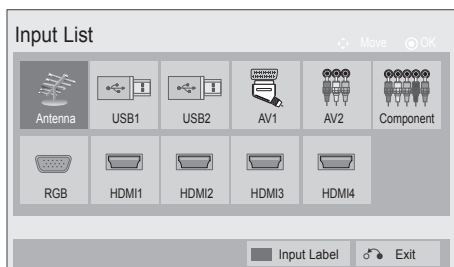 Input List
Move OK
Antenna USB1 USB2 AV1 AV2 Component
RGB HDMI1 HDMI2 HDMI3 HDMI4
Input Label Exit